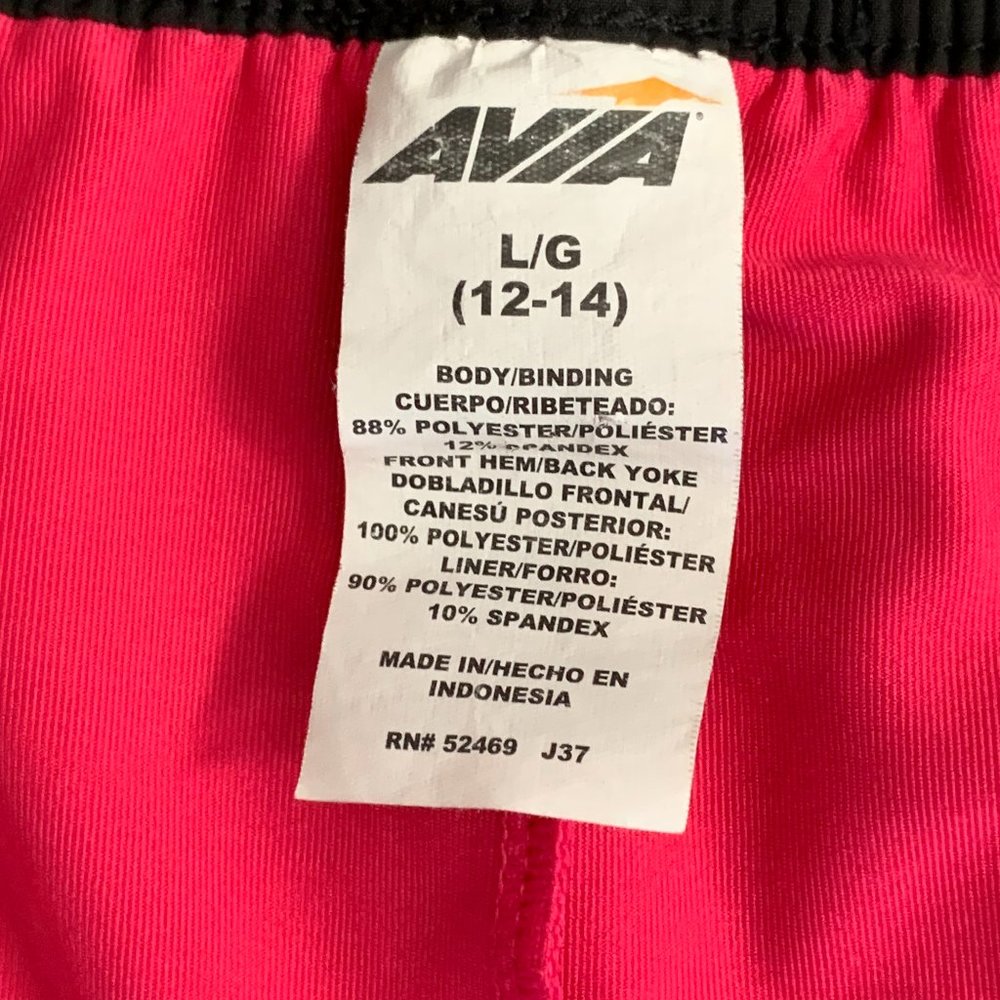 AVIA®
L/G
(12-14)
BODY/BINDING
CUERPO/RIBETEADO:
88% POLYESTER/POLIÉSTER
12% SPANDEX
FRONT HEM/BACK YOKE
DOBLADILLO FRONTAL/
CANESÚ POSTERIOR:
100% POLYESTER/POLIÉSTER
LINER/FORRO:
90% POLYESTER/POLIÉSTER
10% SPANDEX
MADE IN/HECHO EN
INDONESIA
RN# 52469 J37